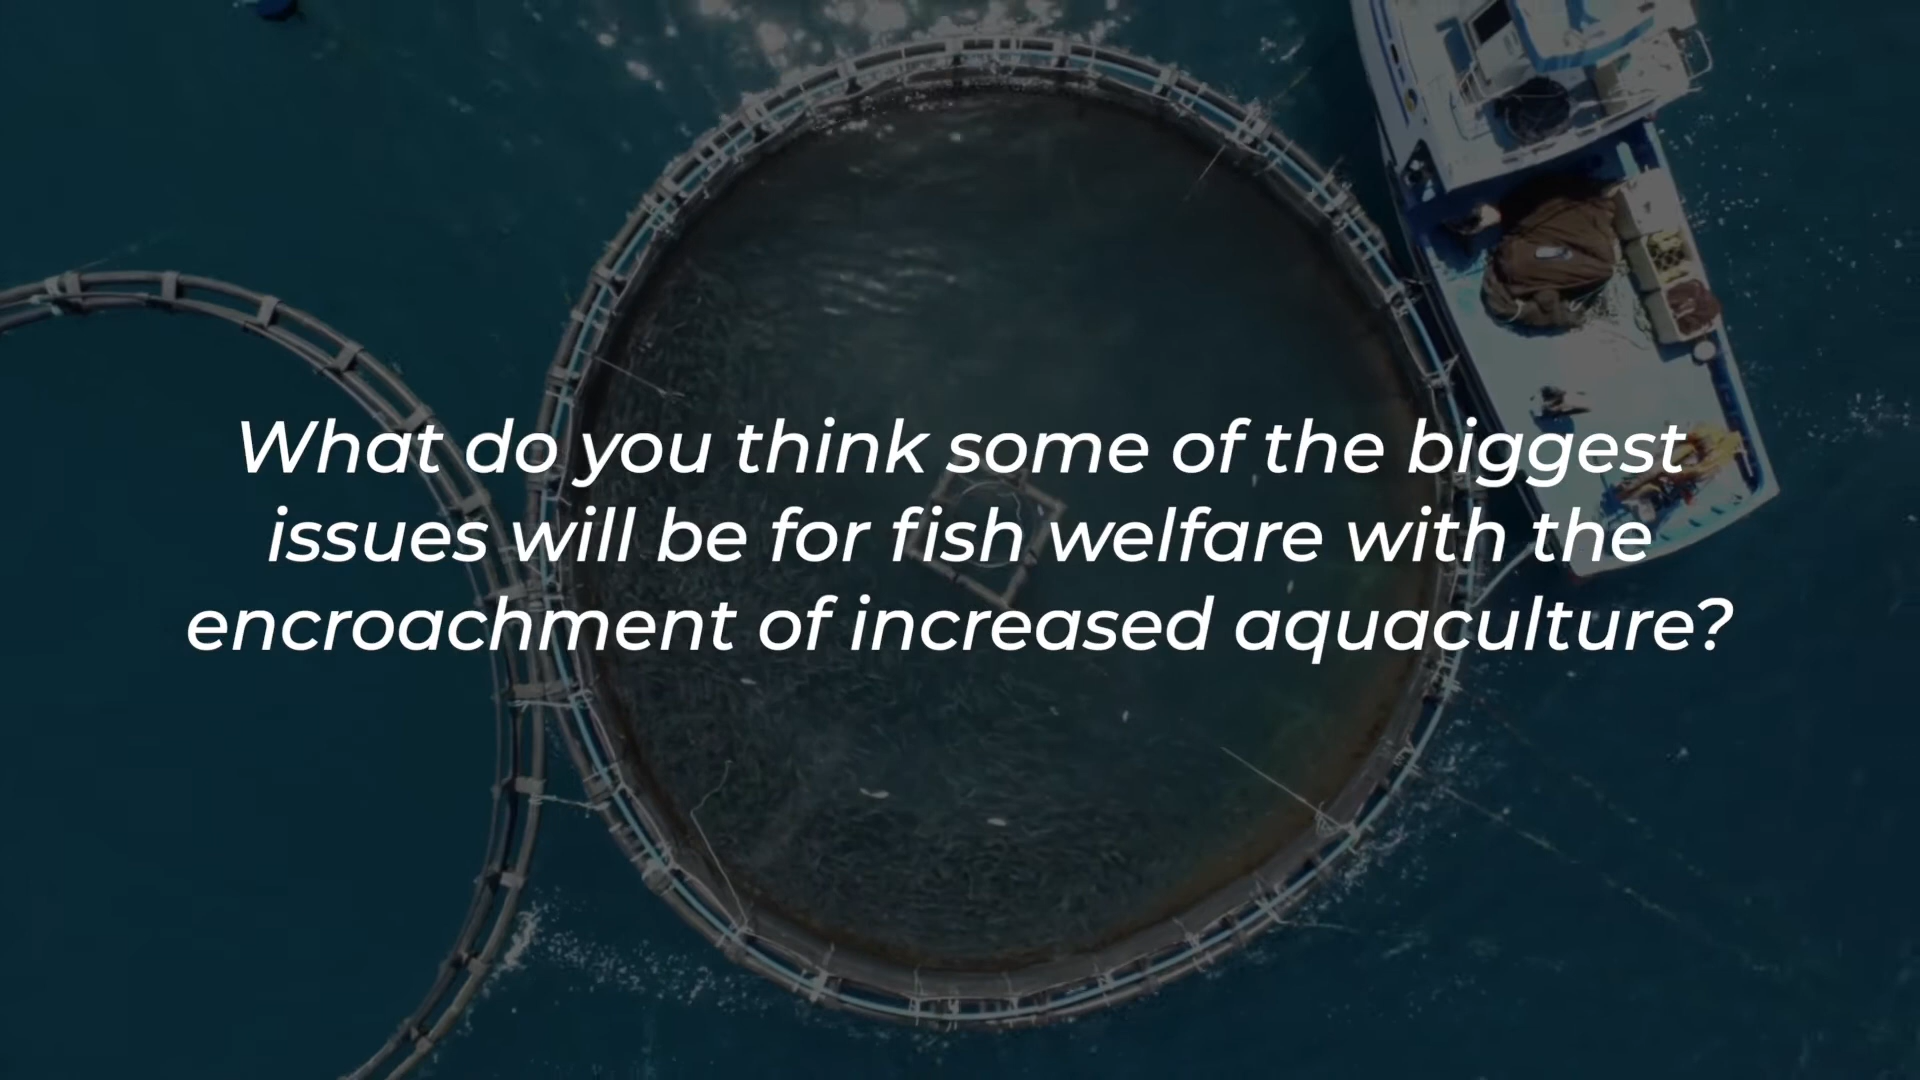 What do you think some of the biggest
issues will be for fish welfare with the
encroachment of increased aquaculture?